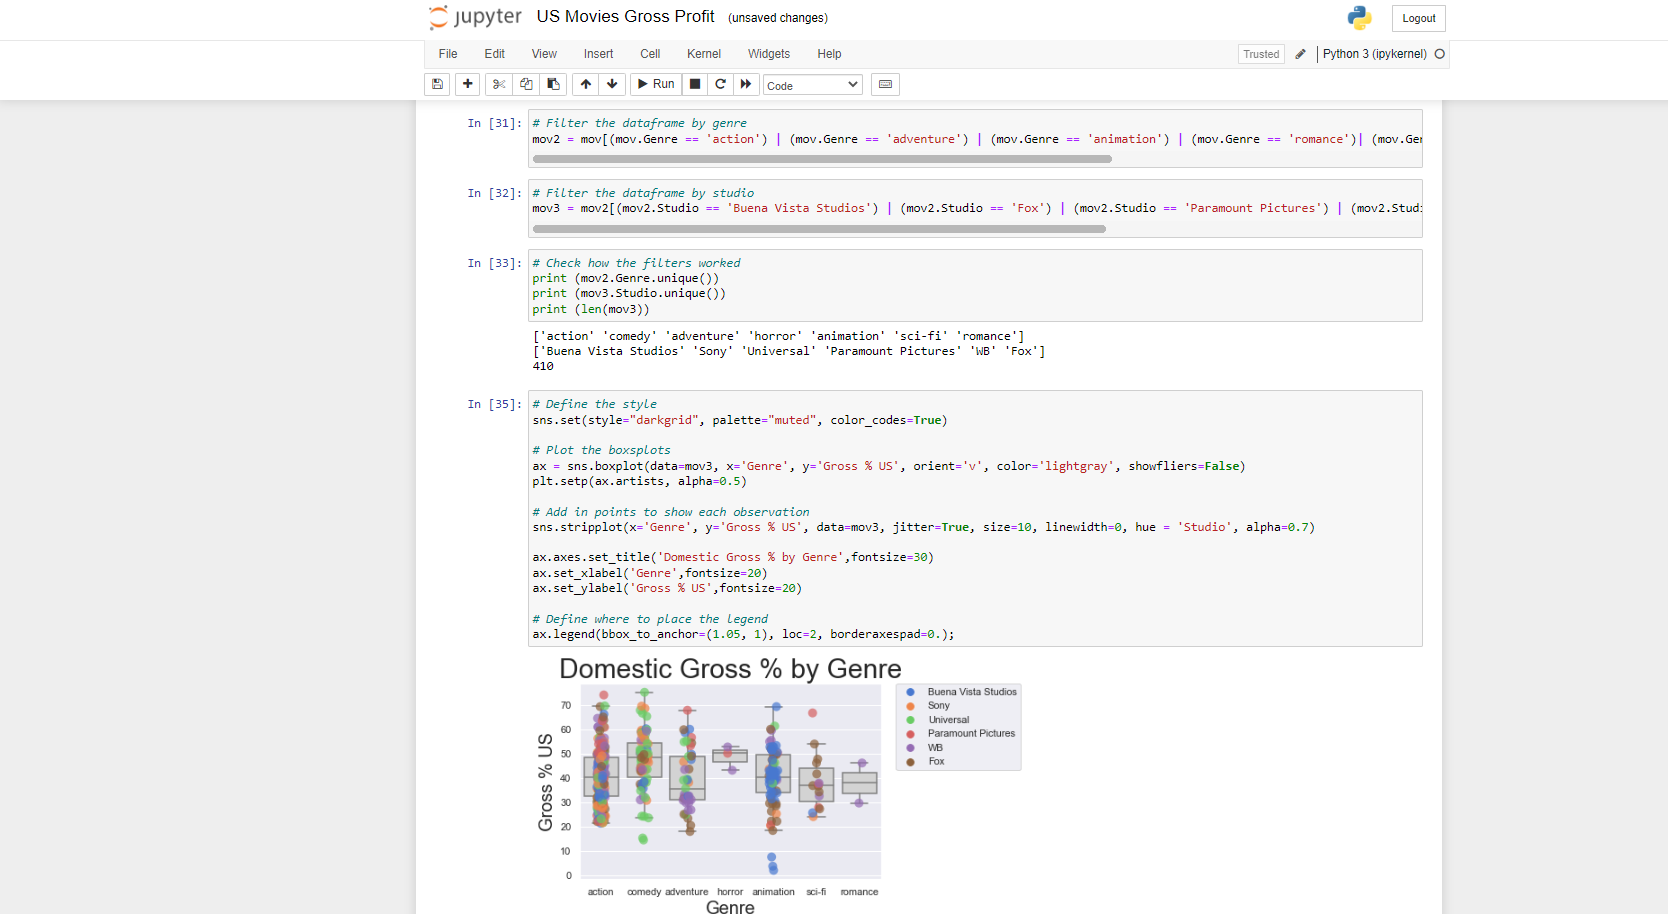 jupyter US Movies Gross Profit (unsaved changes) Logout
File Edit View Insert Cell Kernel Widgets Help Trusted Python 3 (ipykernel)
Run Code
In [31]: # Filter the dataframe by genre
mov2 = mov[(mov.Genre == 'action') | (mov.Genre == 'adventure') | (mov.Genre == 'animation') | (mov.Genre == 'romance')| (mov.Ger
In [32]: # Filter the dataframe by studio
mov3 = mov2[(mov2.Studio == 'Buena Vista Studios') | (mov2.Studio == 'Fox') | (mov2.Studio == 'Paramount Pictures') | (mov2.Studi
In [33]: # Check how the filters worked
print (mov2.Genre.unique())
print (mov3.Studio.unique())
print (len(mov3))
['action' 'comedy' 'adventure' 'horror' 'animation' 'sci-fi' 'romance']
['Buena Vista Studios' 'Sony' 'Universal' 'Paramount Pictures' 'WB' 'Fox']
410
In [35]: # Define the style
sns.set(style="darkgrid", palette="muted", color_codes=True)
# Plot the boxsplots
ax = sns.boxplot(data=mov3, x='Genre', y='Gross % US', orient='v', color='lightgray', showfliers=False)
plt.setp(ax.artists, alpha=0.5)
# Add in points to show each observation
sns.stripplot(x='Genre', y='Gross % US', data=mov3, jitter=True, size=10, linewidth=0, hue = 'Studio', alpha=0.7)
ax.axes.set_title('Domestic Gross % by Genre',fontsize=30)
ax.set_xlabel('Genre',fontsize=20)
ax.set_ylabel('Gross % US',fontsize=20)
# Define where to place the legend
ax.legend(bbox_to_anchor=(1.05, 1), loc=2, borderaxespad=0.);
Domestic Gross % by Genre
Gross % US
70
60
50
40
30
20
10
0
action comedy adventure horror animation sci-fi romance
Genre
Buena Vista Studios
Sony
Universal
Paramount Pictures
WB
Fox